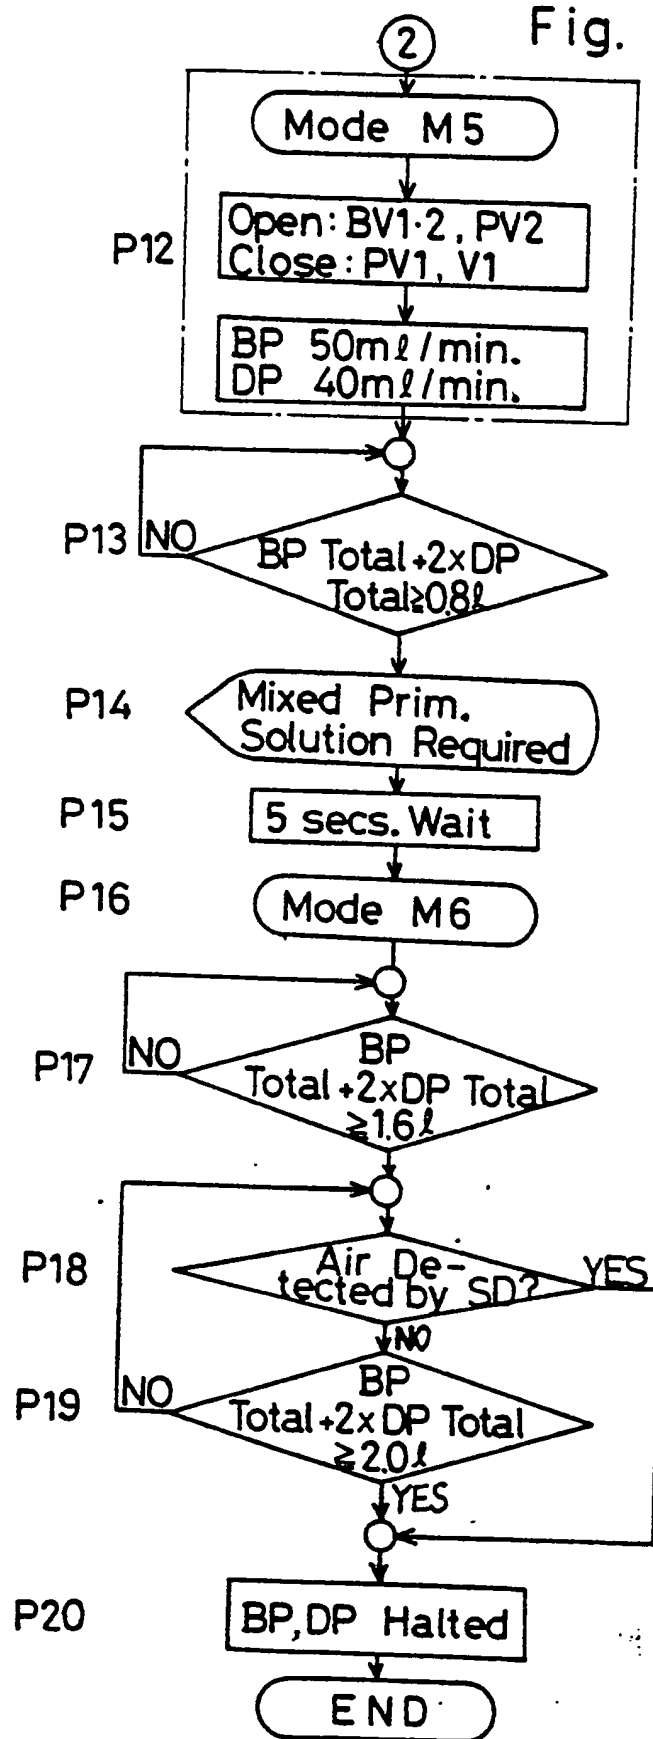 Fig.
2
Mode M5
P12
Open: BV1·2, PV2
Close: PV1, V1
BP 50mℓ/min.
DP 40mℓ/min.
P13
NO
BP Total+2xDP
Total≥0.8ℓ
P14
Mixed Prim.
Solution Required
P15
5 secs. Wait
P16
Mode M6
P17
NO
BP
Total+2xDP Total
≧1.6ℓ
P18
Air De-
tected by SD?
YES
NO
P19
NO
BP
Total+2xDP Total
≧2.0ℓ
YES
P20
BP, DP Halted
END